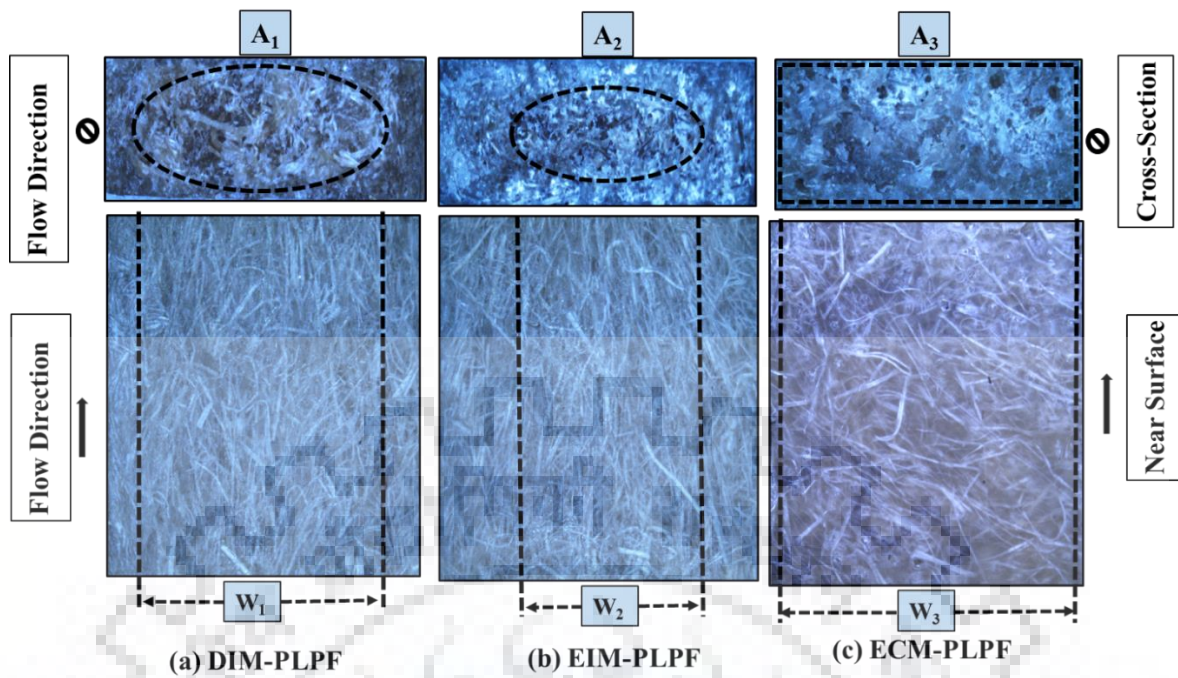 A₁
A₂
A₃
Flow Direction
Cross-Section
Flow Direction
Near Surface
W₁
W₂
W₃
(a) DIM-PLPF
(b) EIM-PLPF
(c) ECM-PLPF